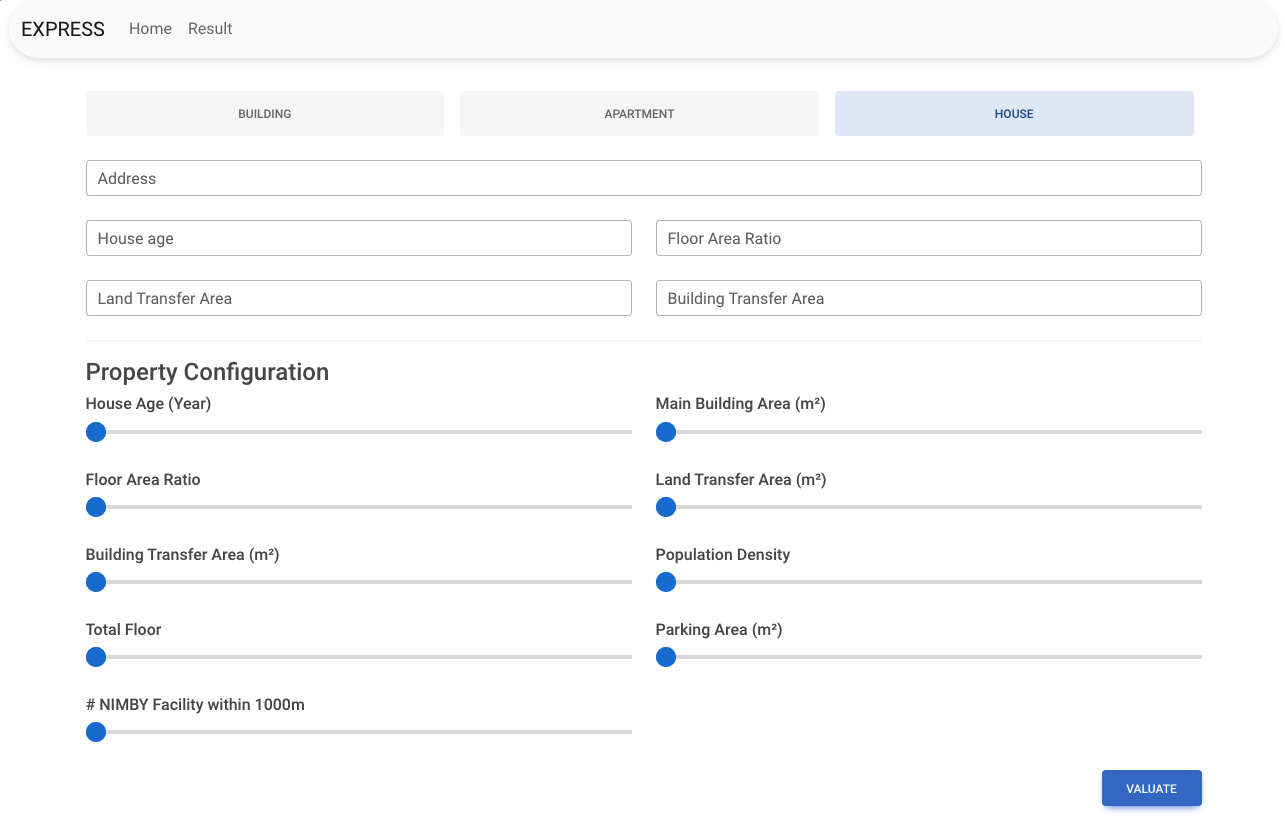 EXPRESS Home Result
BUILDING APARTMENT HOUSE
Address
House age Floor Area Ratio
Land Transfer Area Building Transfer Area
Property Configuration
House Age (Year) Main Building Area (m²)
Floor Area Ratio Land Transfer Area (m²)
Building Transfer Area (m²) Population Density
Total Floor Parking Area (m²)
# NIMBY Facility within 1000m
VALUATE